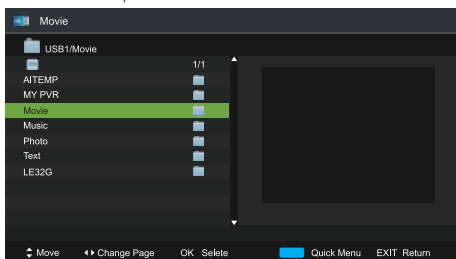 Movie
USB1/Movie
1/1
AITEMP
MY PVR
Movie
Music
Photo
Text
LE32G
Move Change Page OK Selete Quick Menu EXIT Return